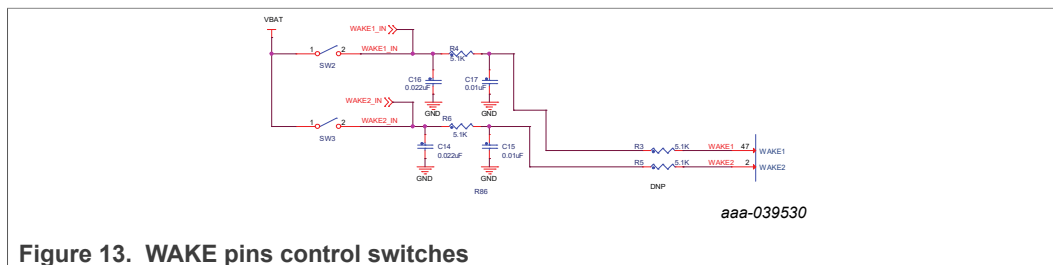 VBAT
WAKE1_IN
1 2 WAKE1_IN R4
5.1K
SW2
C16 C17
0.022uF 0.01uF
GND GND
WAKE2_IN
1 2 WAKE2_IN R6
5.1K
SW3
C14 C15
0.022uF 0.01uF
GND GND
R86
R3 5.1K WAKE1 47 WAKE1
R5 5.1K WAKE2 2 WAKE2
DNP
aaa-039530
Figure 13. WAKE pins control switches